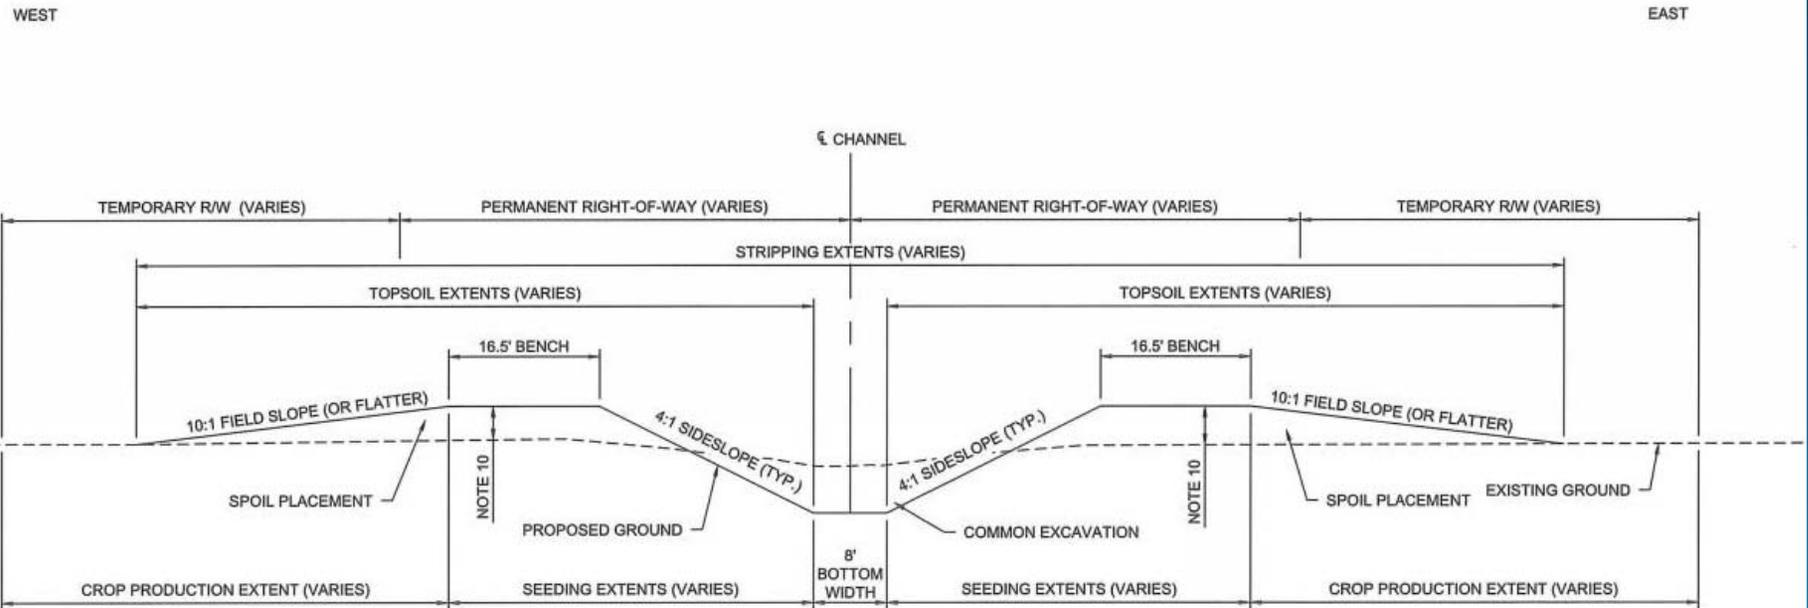 WEST
EAST
℄ CHANNEL
TEMPORARY R/W (VARIES)
PERMANENT RIGHT-OF-WAY (VARIES)
PERMANENT RIGHT-OF-WAY (VARIES)
TEMPORARY R/W (VARIES)
STRIPPING EXTENTS (VARIES)
TOPSOIL EXTENTS (VARIES)
TOPSOIL EXTENTS (VARIES)
16.5' BENCH
16.5' BENCH
10:1 FIELD SLOPE (OR FLATTER)
4:1 SIDESLOPE (TYP.)
4:1 SIDESLOPE (TYP.)
10:1 FIELD SLOPE (OR FLATTER)
NOTE 10
NOTE 10
SPOIL PLACEMENT
SPOIL PLACEMENT
EXISTING GROUND
PROPOSED GROUND
COMMON EXCAVATION
8'
BOTTOM
WIDTH
CROP PRODUCTION EXTENT (VARIES)
SEEDING EXTENTS (VARIES)
SEEDING EXTENTS (VARIES)
CROP PRODUCTION EXTENT (VARIES)